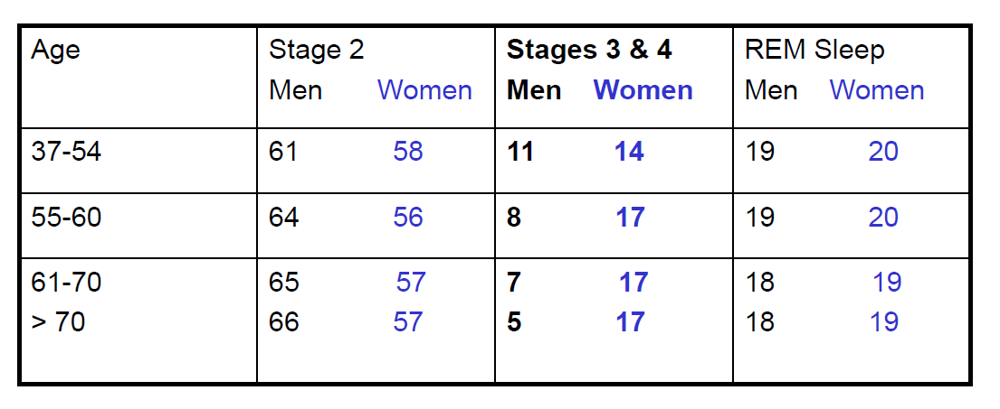 Age Stage 2 Stages 3 & 4 REM Sleep
Men Women Men Women Men Women
37-54 61 58 11 14 19 20
55-60 64 56 8 17 19 20
61-70 65 57 7 17 18 19
> 70 66 57 5 17 18 19